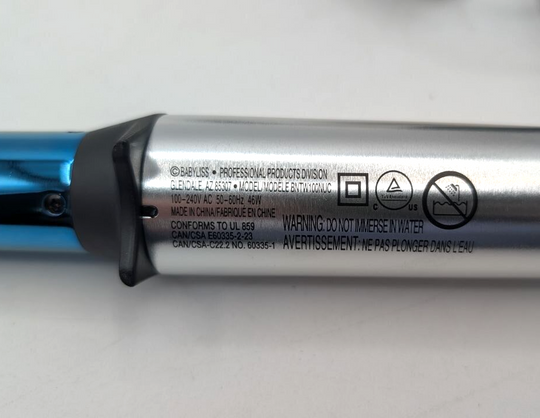 ©BABYLISS • PROFESSIONAL PRODUCTS DIVISION
GLENDALE, AZ 85307 • MODEL/MODÈLE BNTW100NUC
100-240V AC 50-60Hz 46W
MADE IN CHINA/FABRIQUÉ EN CHINE
CONFORMS TO UL 859
CAN/CSA E60335-2-23
CAN/CSA-C22.2 NO. 60335-1
C US
WARNING: DO NOT IMMERSE IN WATER
AVERTISSEMENT: NE PAS PLONGER DANS L'EAU